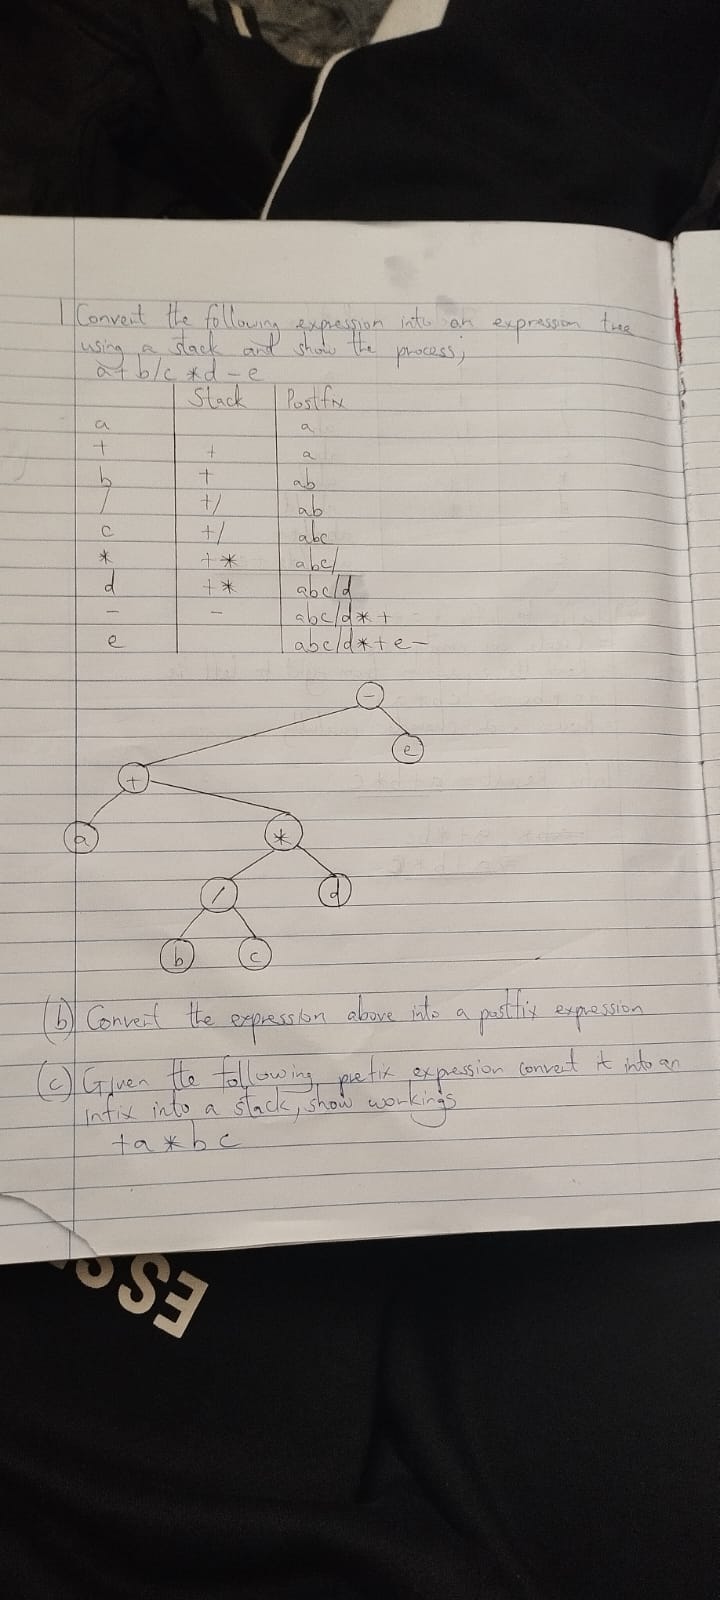 1 Convert the following expression into an expression tree
using a stack and show the process;
a+b/c*d-e
Stack Postfix
a a
+ + a
b + ab
/ +/ ab
c +/ abc
* +* abc/
d +* abc/d
- - abc/d*+
e abc/d*+e-
-
e
+
a
*
/
d
b c
(b) Convert the expression above into a postfix expression
(c) Given the following prefix expression convert it into an
infix into a stack, show workings
+a*bc
ESS